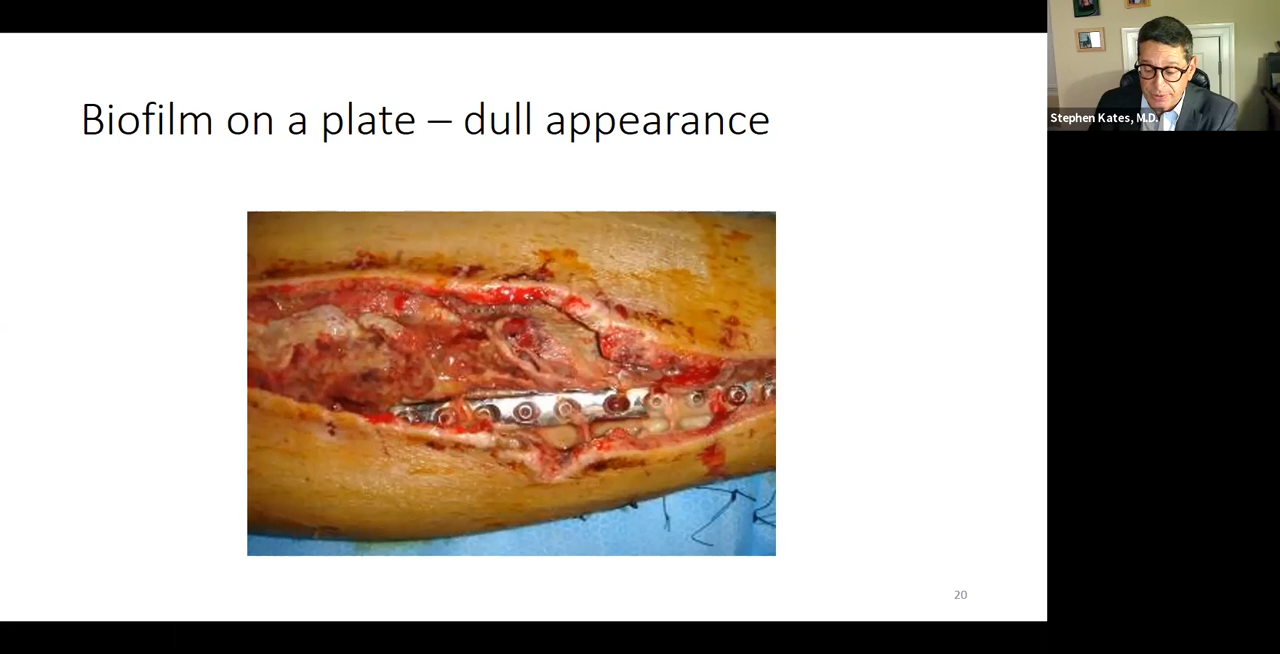 Biofilm on a plate – dull appearance
Stephen Kates, M.D.
20